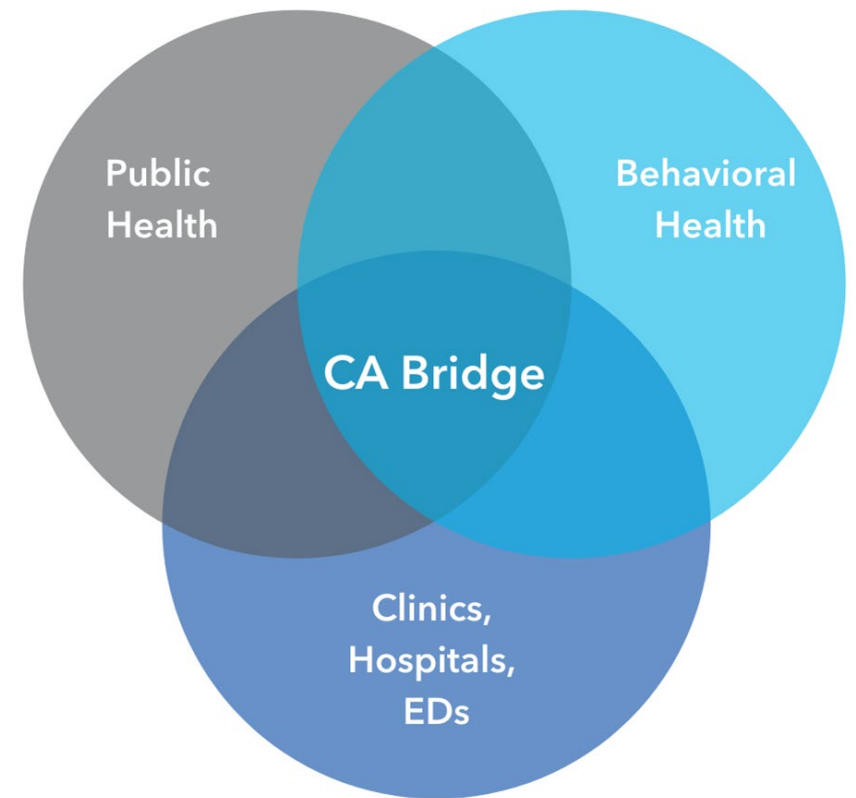 Public
Health
Behavioral
Health
CA Bridge
Clinics,
Hospitals,
EDs